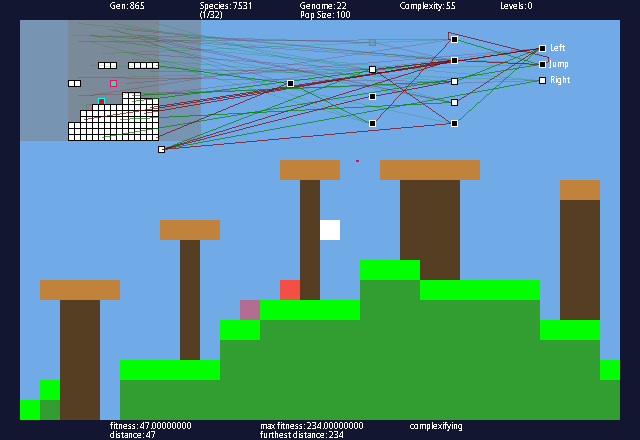 Gen: 865
Species: 7531
(1/32)
Genome: 22
Pop Size: 100
Complexity: 55
Levels: 0
Left
Jump
Right
fitness: 47.00000000
distance: 47
max fitness: 234.00000000
furthest distance: 234
complexifying